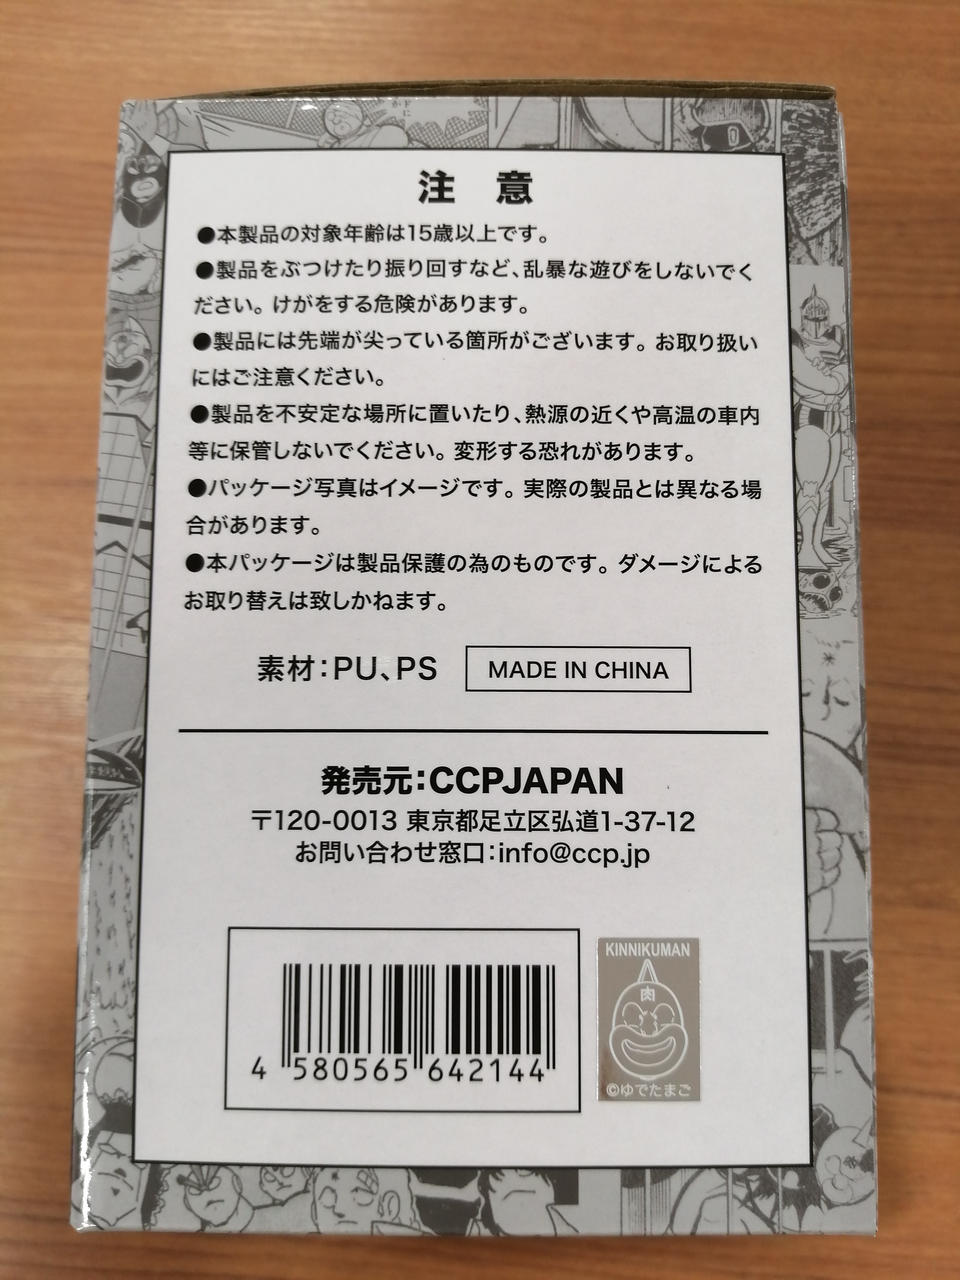 注 意
●本製品の対象年齢は15歳以上です。
●製品をぶつけたり振り回すなど、乱暴な遊びをしないでく
ださい。けがをする危険があります。
●製品には先端が尖っている箇所がございます。お取り扱い
にはご注意ください。
●製品を不安定な場所に置いたり、熱源の近くや高温の車内
等に保管しないでください。変形する恐れがあります。
●パッケージ写真はイメージです。実際の製品とは異なる場
合があります。
●本パッケージは製品保護の為のものです。ダメージによる
お取り替えは致しかねます。
素材：PU、PS MADE IN CHINA
発売元：CCPJAPAN
〒120-0013 東京都足立区弘道1-37-12
お問い合わせ窓口：info@ccp.jp
4 580565 642144
KINNIKUMAN
肉
©ゆでたまご